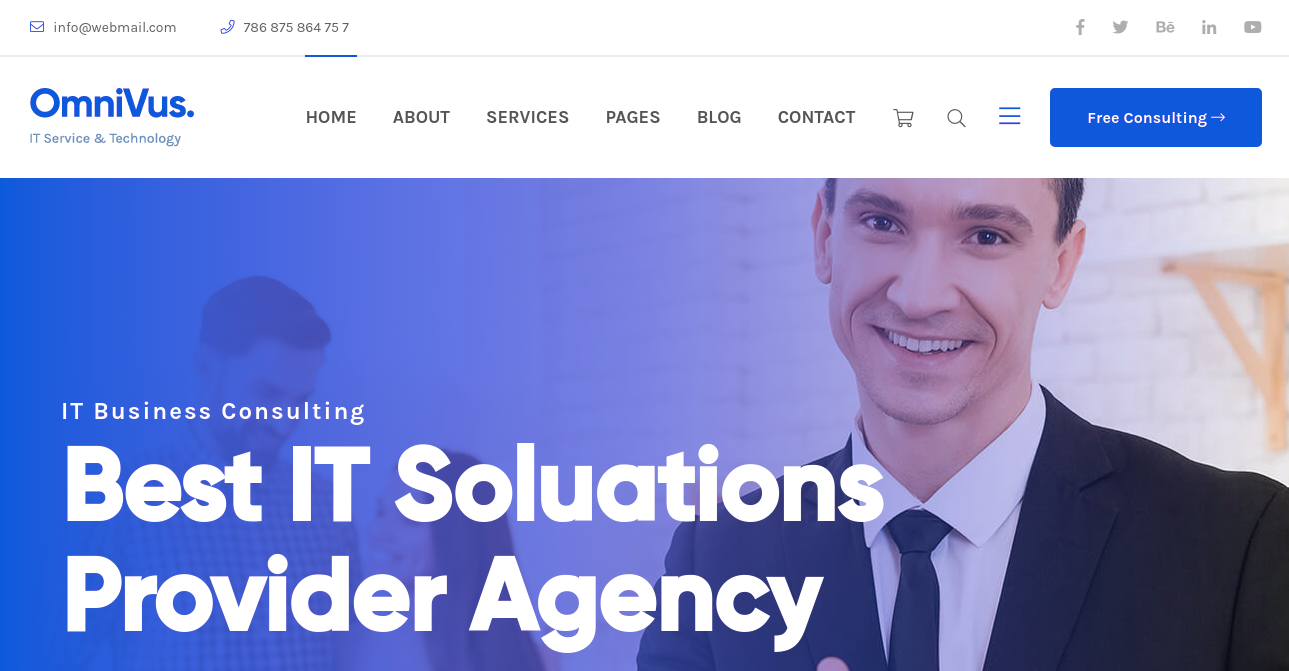 info@webmail.com 786 875 864 75 7
OmniVus.
IT Service & Technology
HOME ABOUT SERVICES PAGES BLOG CONTACT
Free Consulting →
IT Business Consulting
Best IT Soluations
Provider Agency